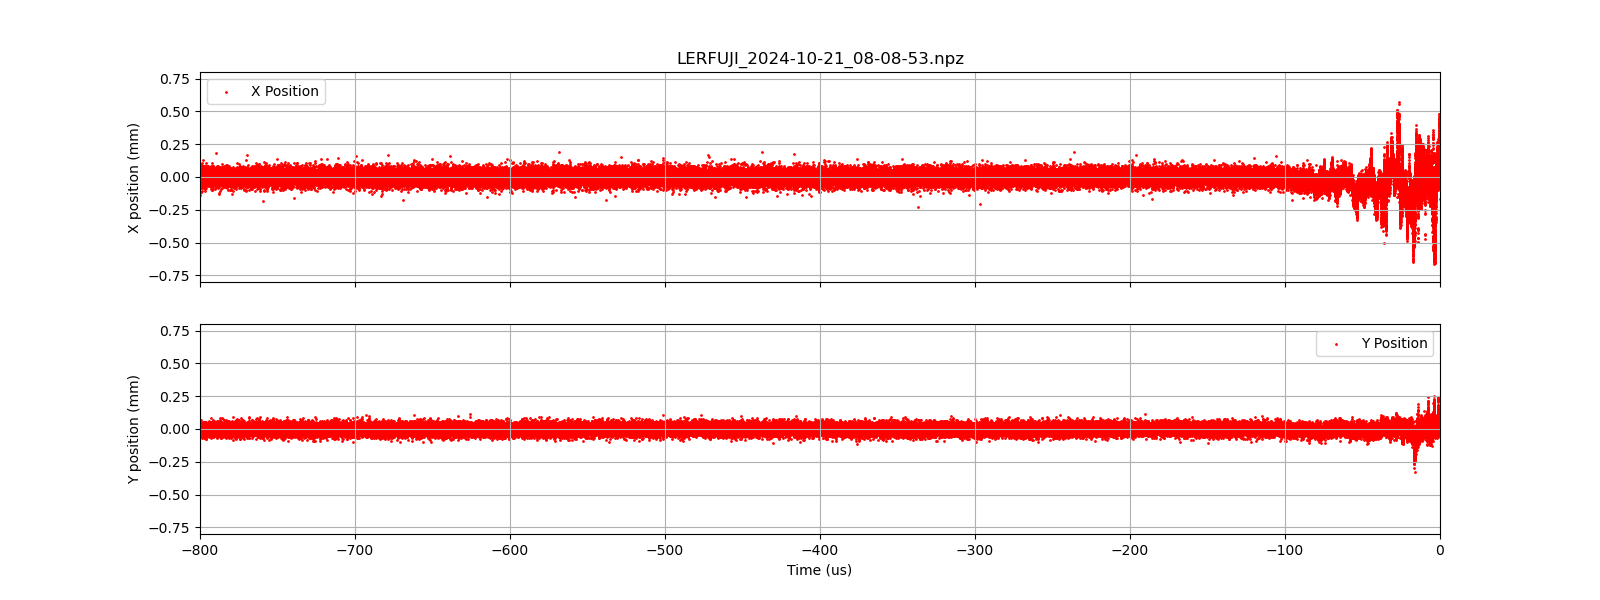 LERFUJI_2024-10-21_08-08-53.npz
0.75
0.50
0.25
0.00
−0.25
−0.50
−0.75
X position (mm)
X Position
0.75
0.50
0.25
0.00
−0.25
−0.50
−0.75
Y position (mm)
Y Position
−800 −700 −600 −500 −400 −300 −200 −100 0
Time (us)